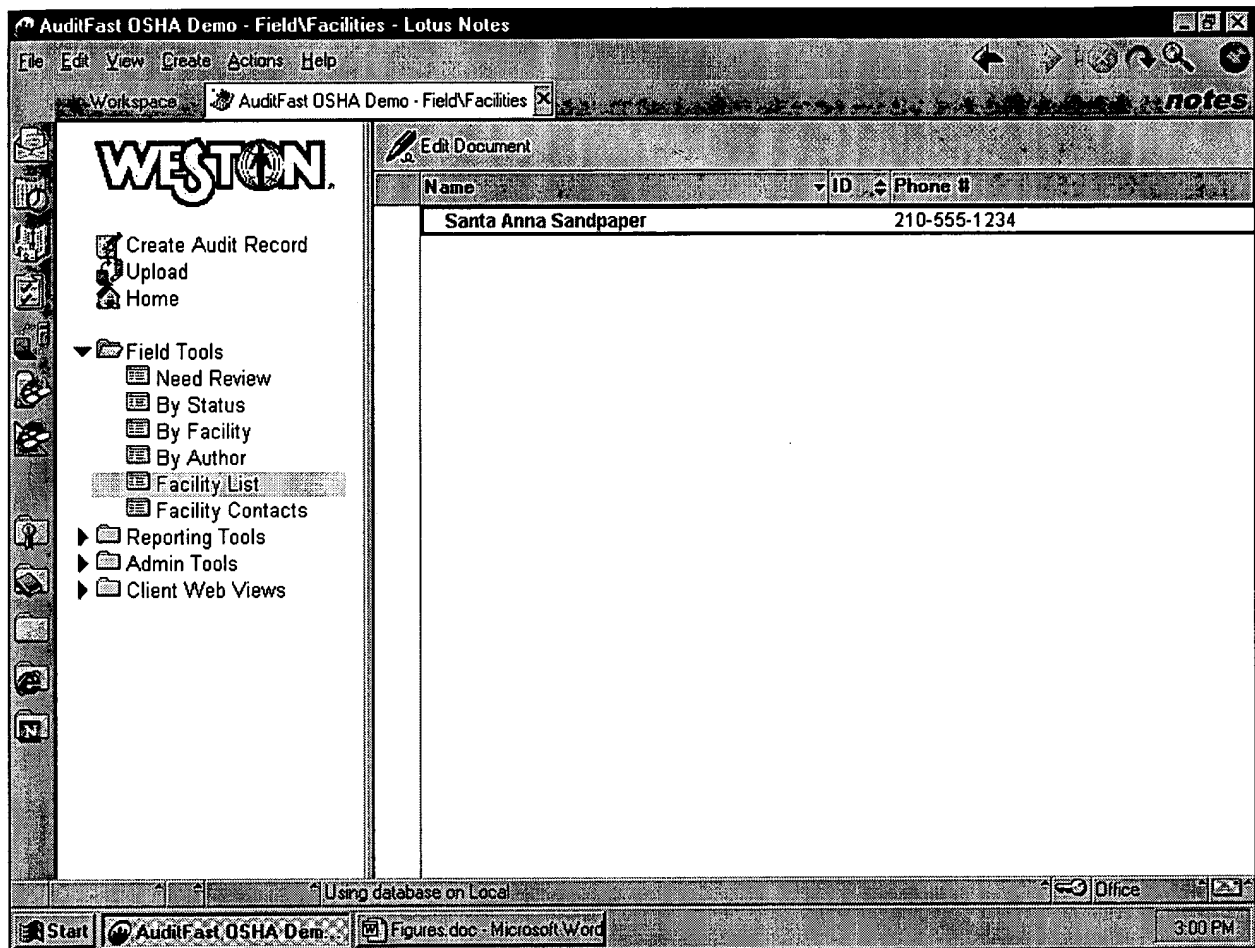 AuditFast OSHA Demo - Field\Facilities - Lotus Notes
File Edit View Create Actions Help
Workspace AuditFast OSHA Demo - Field\Facilities notes
WESTON.
Edit Document
Name ID Phone #
Santa Anna Sandpaper 210-555-1234
Create Audit Record
Upload
Home
Field Tools
Need Review
By Status
By Facility
By Author
Facility List
Facility Contacts
Reporting Tools
Admin Tools
Client Web Views
Using database on Local Office
Start AuditFast OSHA Dem... Figures.doc - Microsoft Word 3:00 PM